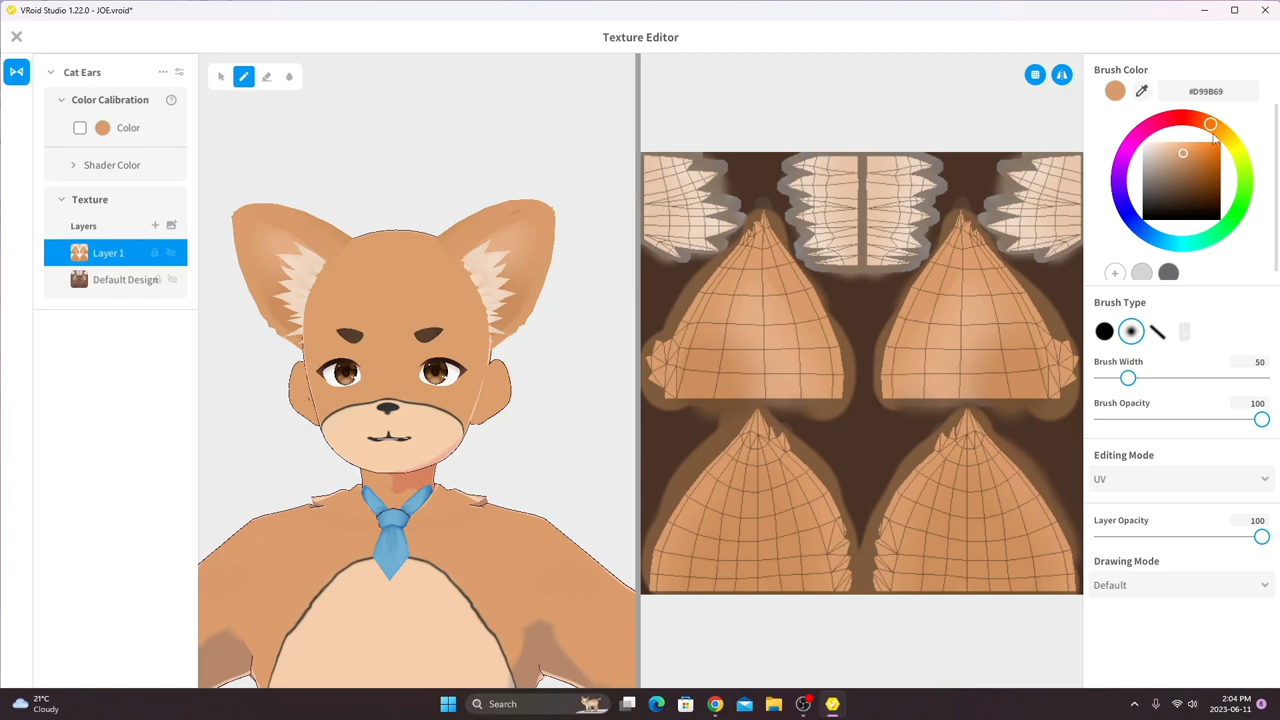 VRoid Studio 1.22.0 - JOE.vroid*
Texture Editor
Cat Ears
Color Calibration
Color
Shader Color
Texture
Layers
Layer 1
Default Design
Brush Color
#D99B69
Brush Type
Brush Width
50
Brush Opacity
100
Editing Mode
UV
Layer Opacity
100
Drawing Mode
Default
21°C
Cloudy
Search
2:04 PM
2023-06-11